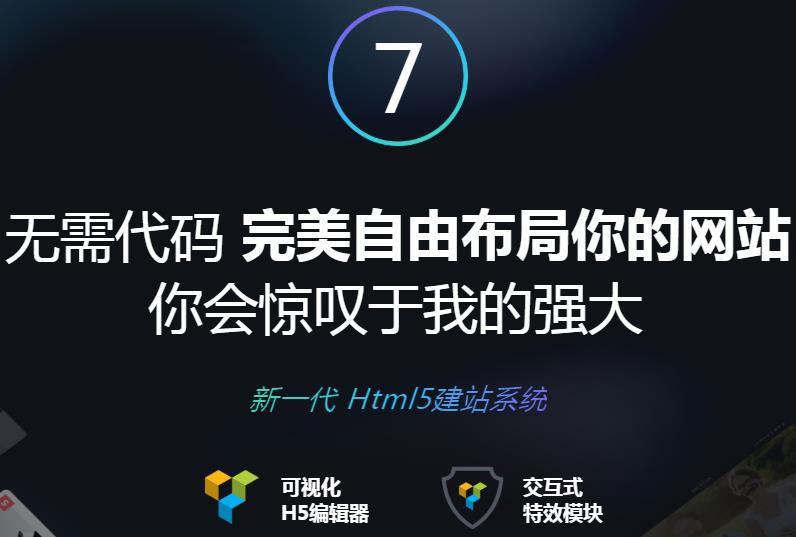 7
无需代码 完美自由布局你的网站
你会惊叹于我的强大
新一代 Html5建站系统
可视化
H5编辑器
交互式
特效模块